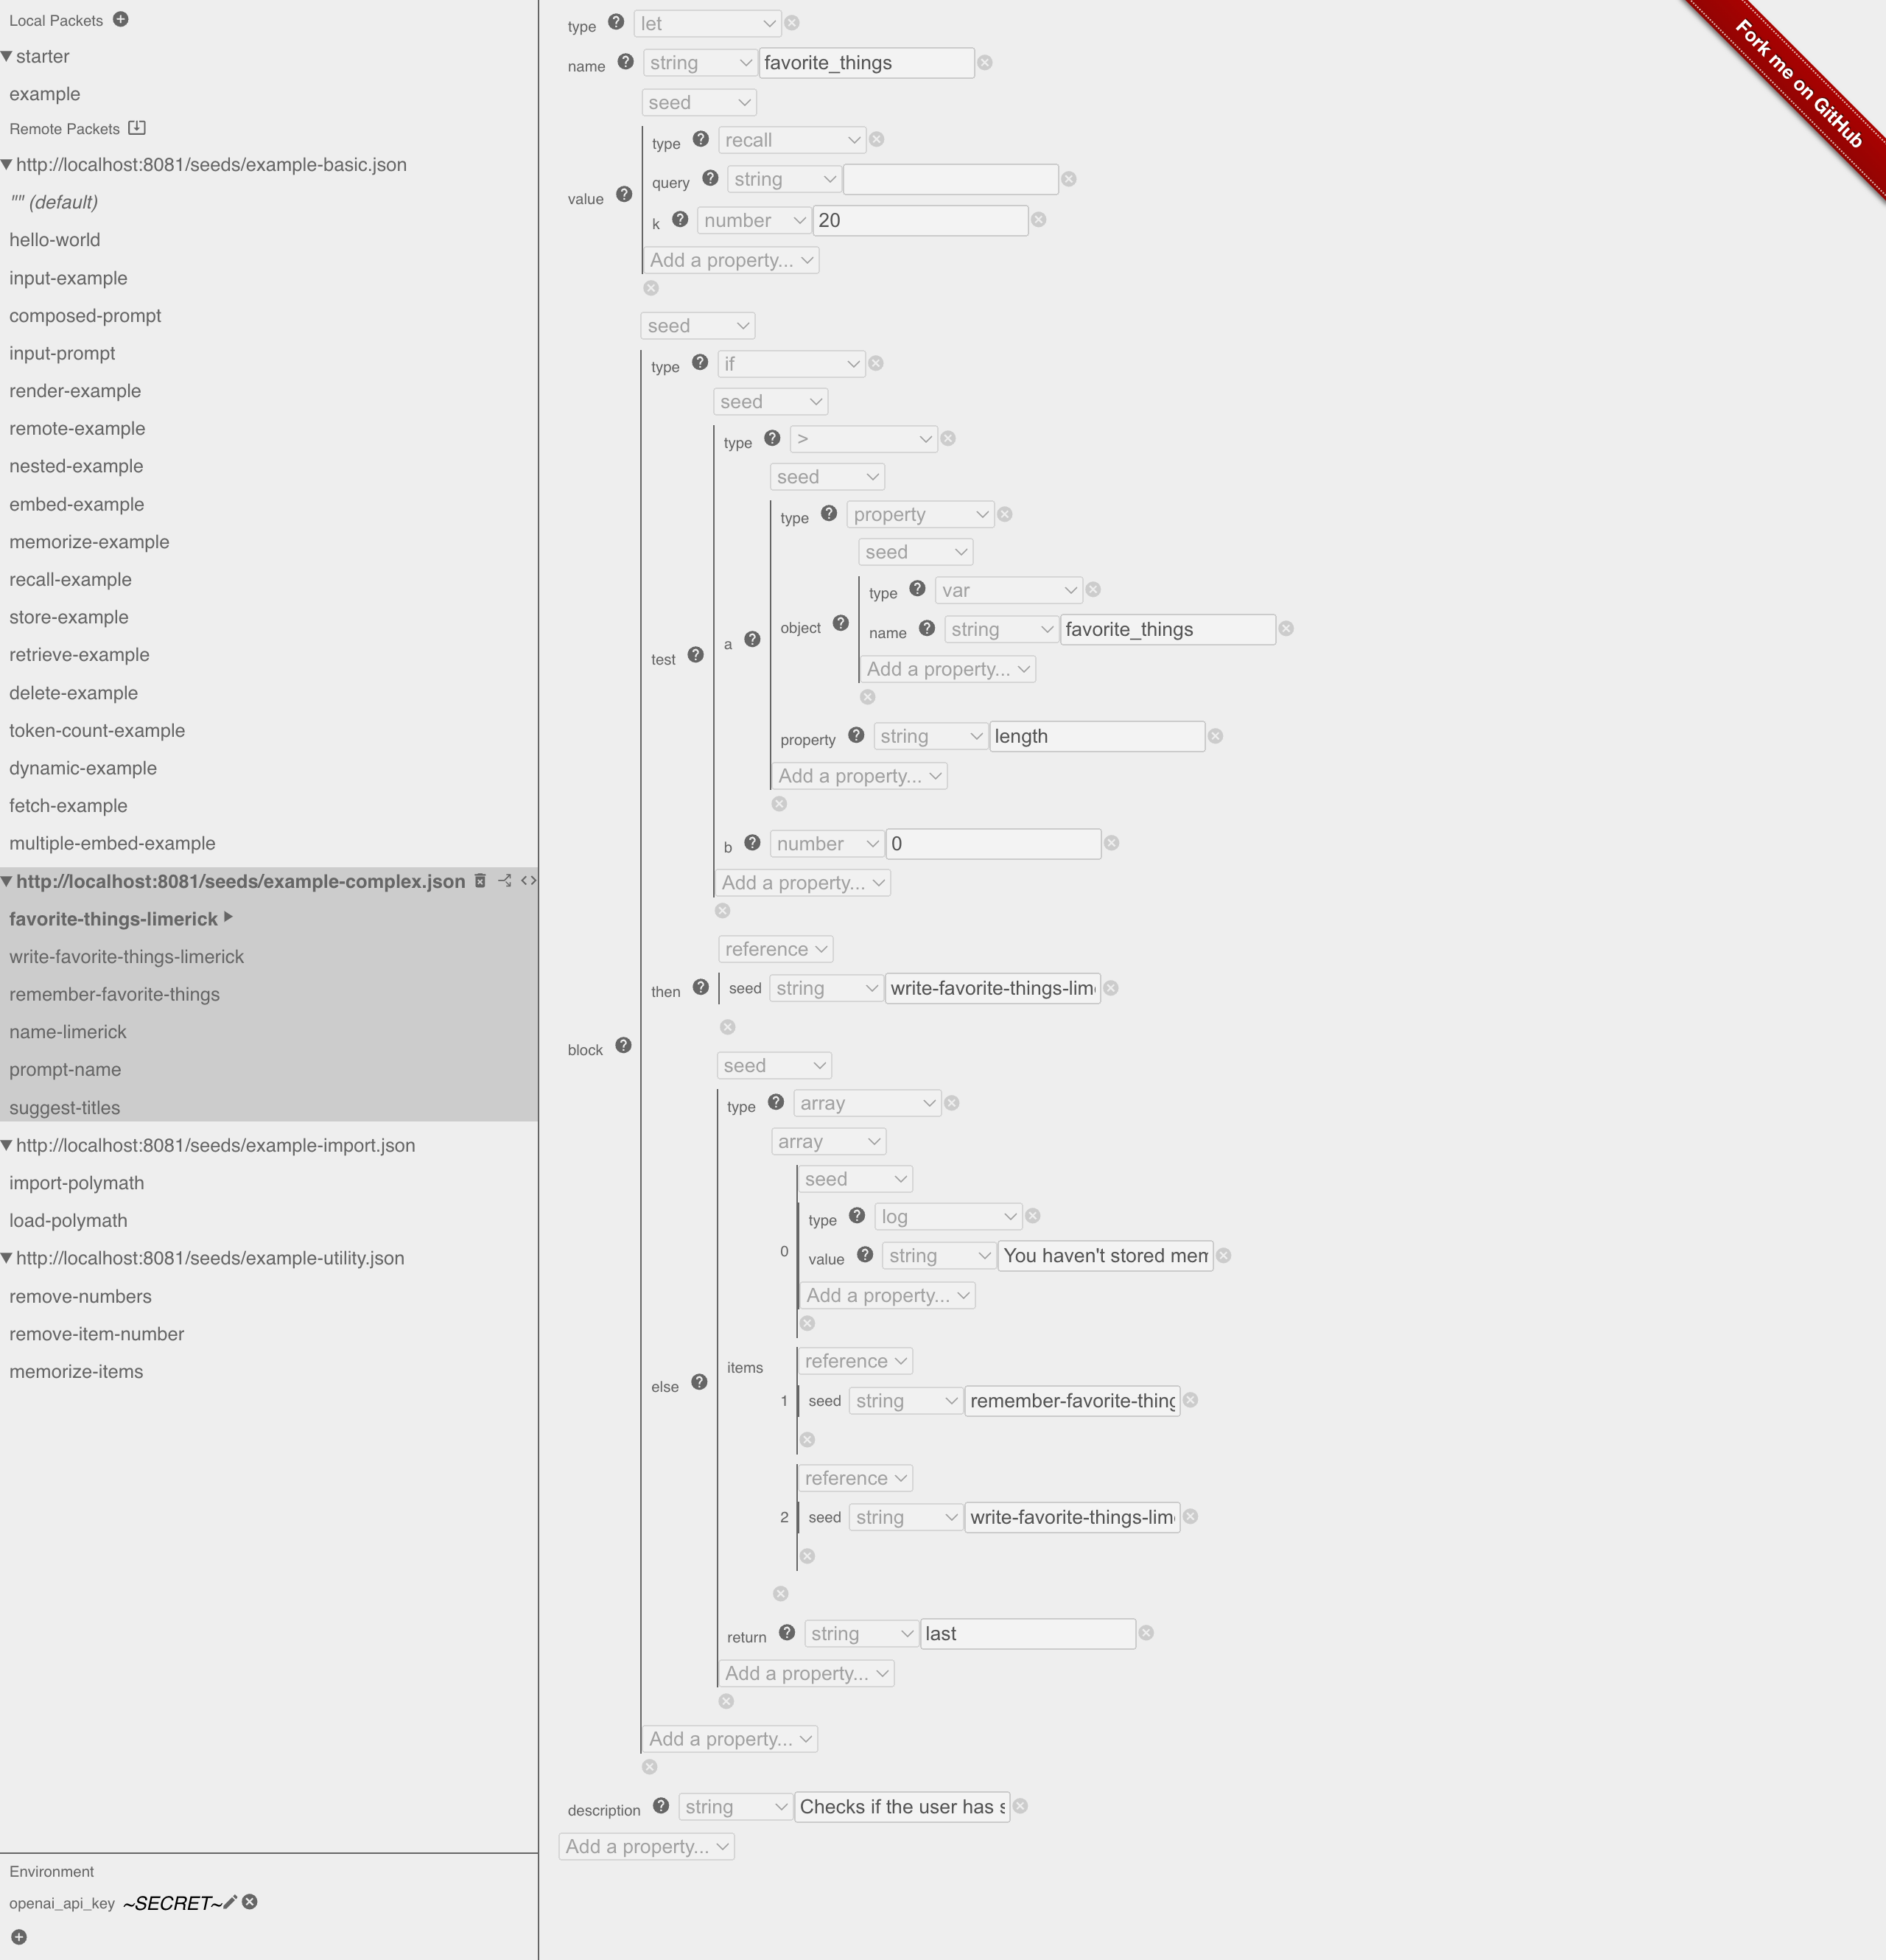 Local Packets
starter
example
Remote Packets
http://localhost:8081/seeds/example-basic.json
"" (default)
hello-world
input-example
composed-prompt
input-prompt
render-example
remote-example
nested-example
embed-example
memorize-example
recall-example
store-example
retrieve-example
delete-example
token-count-example
dynamic-example
fetch-example
multiple-embed-example
http://localhost:8081/seeds/example-complex.json
favorite-things-limerick
write-favorite-things-limerick
remember-favorite-things
name-limerick
prompt-name
suggest-titles
http://localhost:8081/seeds/example-import.json
import-polymath
load-polymath
http://localhost:8081/seeds/example-utility.json
remove-numbers
remove-item-number
memorize-items
Environment
openai_api_key ~SECRET~
type let
name string favorite_things
seed
type recall
query string
value
k number 20
Add a property...
seed
type if
seed
type >
seed
type property
seed
type var
object
name string favorite_things
a
test
Add a property...
property string length
Add a property...
b number 0
Add a property...
reference
then seed string write-favorite-things-lim
block
seed
type array
array
seed
type log
0
value string You haven't stored mem
Add a property...
reference
items
else
1 seed string remember-favorite-thing
reference
2 seed string write-favorite-things-lim
return string last
Add a property...
Add a property...
description string Checks if the user has s
Add a property...
Fork me on GitHub